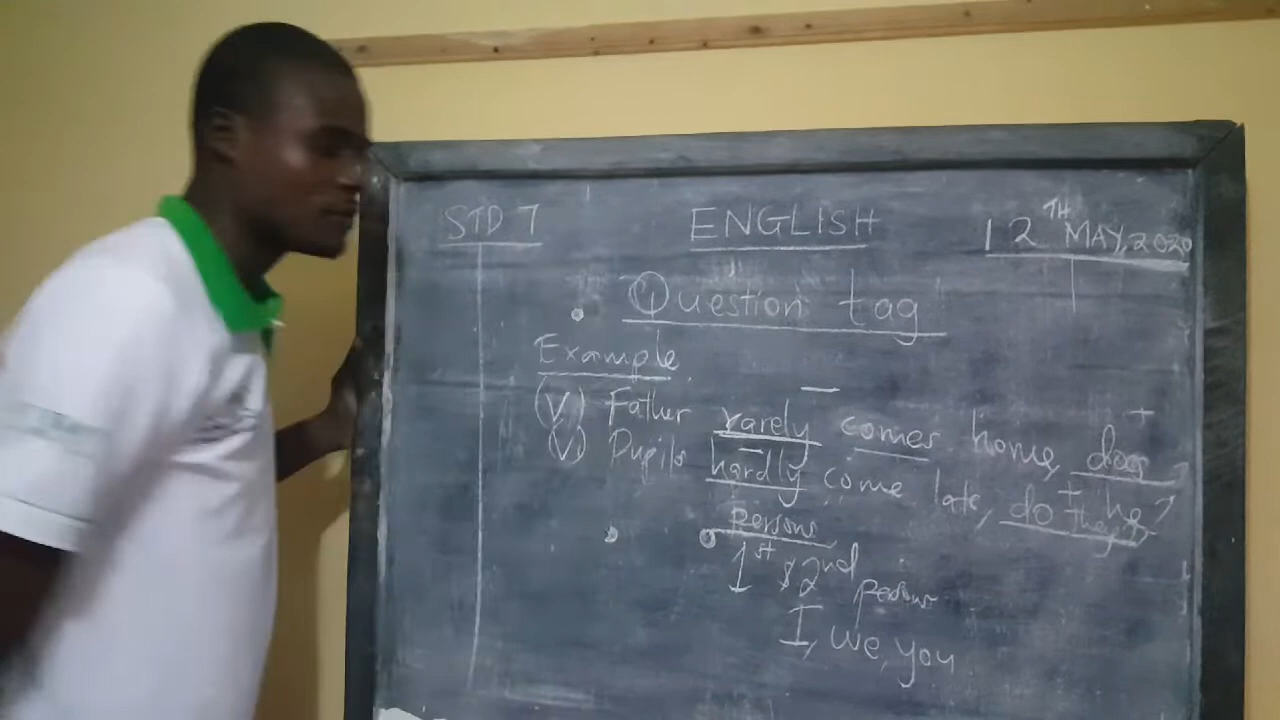 STD 7 ENGLISH 12TH MAY, 2020
Question tag
Example
(V) Father rarely comes home, does he?
(V) Pupils hardly come late, do they?
persons
1st & 2nd persons
I, we, you